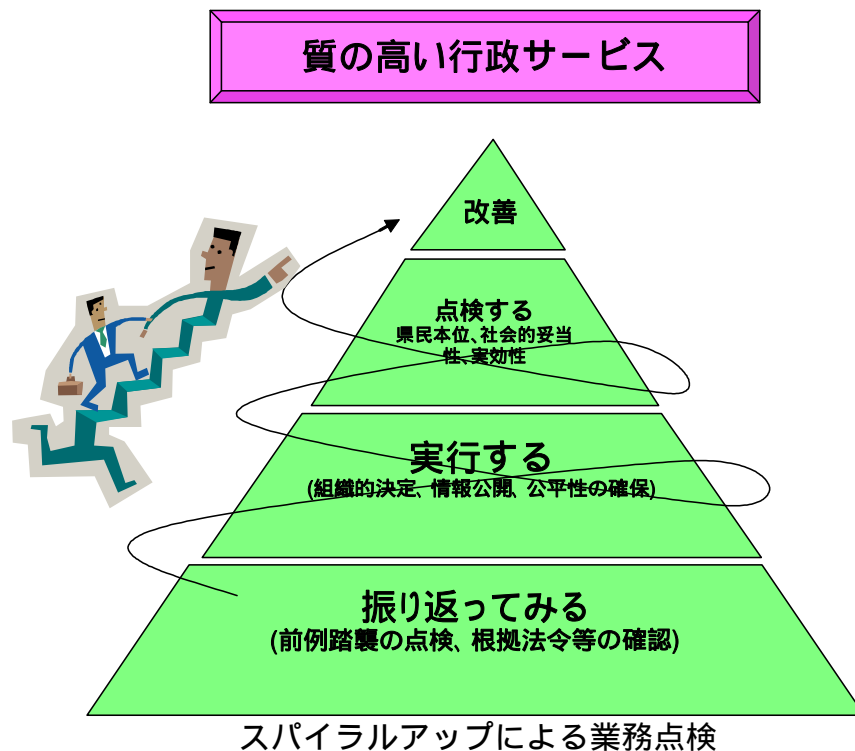 質の高い行政サービス
改善
点検する
県民本位、社会的妥当
性、実効性
実行する
(組織的決定、情報公開、公平性の確保)
振り返ってみる
(前例踏襲の点検、根拠法令等の確認)
スパイラルアップによる業務点検